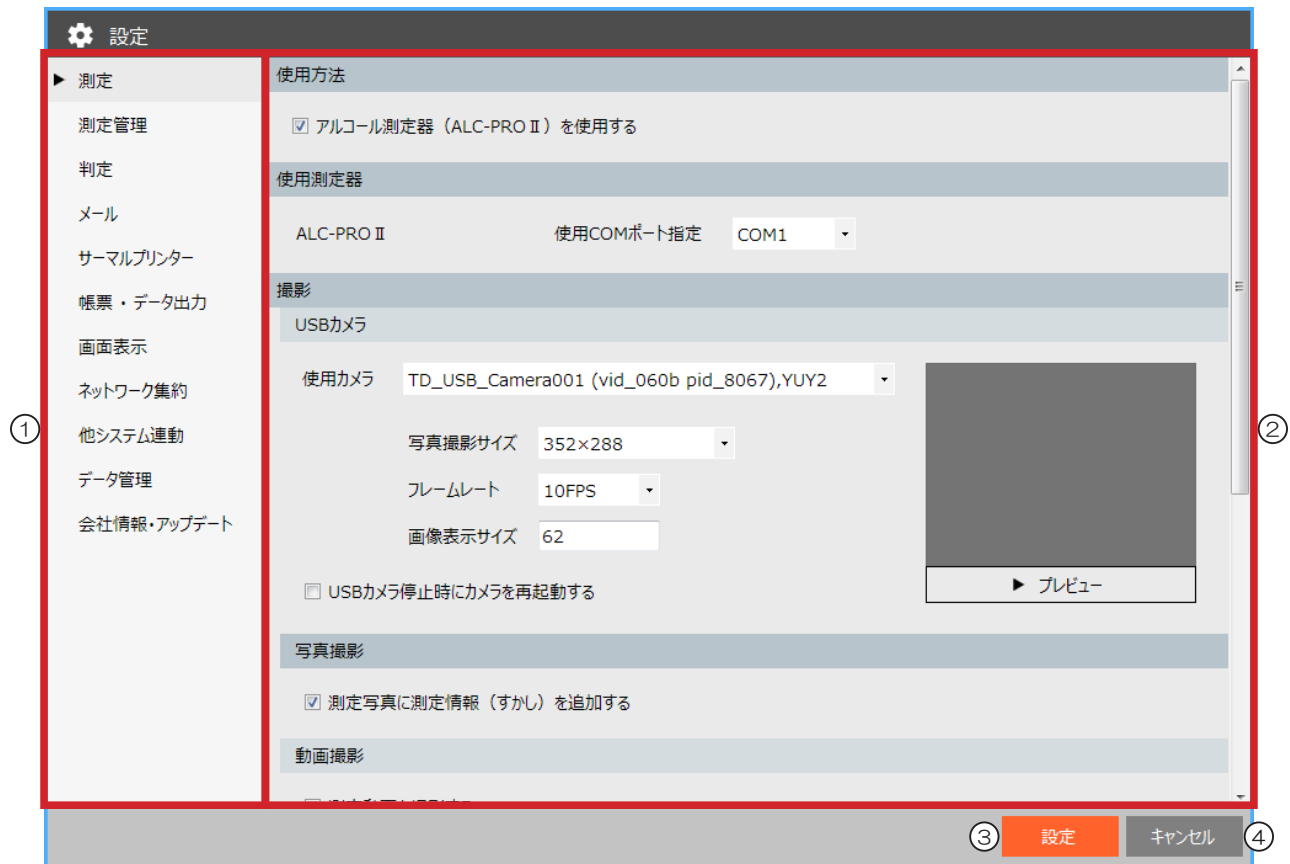 設定
測定
測定管理
判定
メール
サーマルプリンター
帳票・データ出力
画面表示
ネットワーク集約
他システム連動
データ管理
会社情報・アップデート
①
使用方法
アルコール測定器（ALC-PROⅡ）を使用する
使用測定器
ALC-PROⅡ 使用COMポート指定 COM1
撮影
USBカメラ
使用カメラ TD_USB_Camera001 (vid_060b pid_8067),YUY2
写真撮影サイズ 352×288
フレームレート 10FPS
画像表示サイズ 62
USBカメラ停止時にカメラを再起動する
▶ プレビュー
写真撮影
測定写真に測定情報（すかし）を追加する
動画撮影
②
③ 設定 キャンセル ④